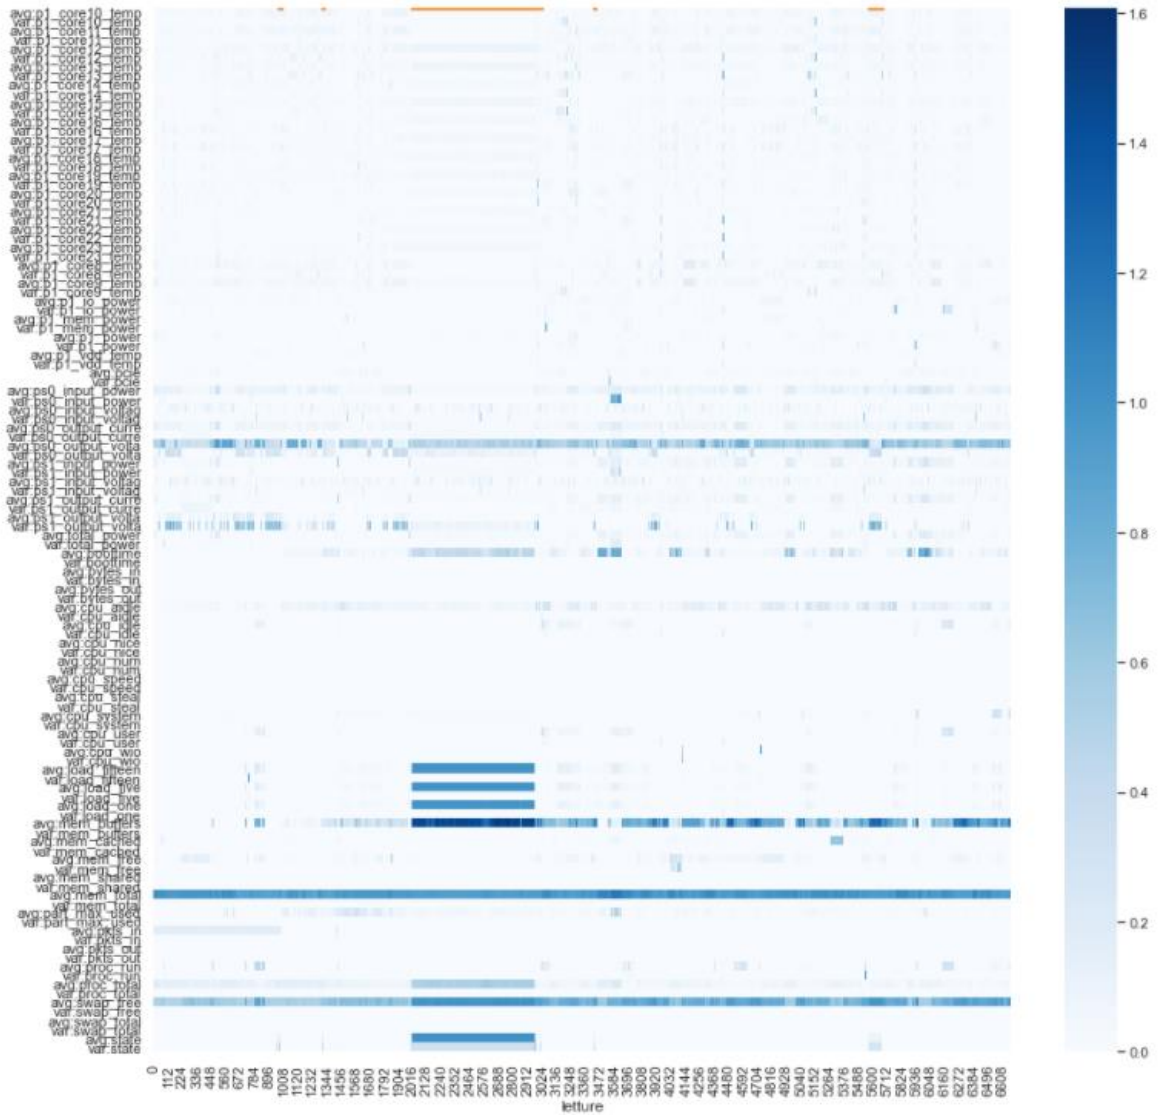 avg:p1_core10_temp
var:p1_core10_temp
avg:p1_core11_temp
var:p1_core11_temp
avg:p1_core12_temp
var:p1_core12_temp
avg:p1_core13_temp
var:p1_core13_temp
avg:p1_core14_temp
var:p1_core14_temp
avg:p1_core15_temp
var:p1_core15_temp
avg:p1_core16_temp
var:p1_core16_temp
avg:p1_core17_temp
var:p1_core17_temp
avg:p1_core18_temp
var:p1_core18_temp
avg:p1_core19_temp
var:p1_core19_temp
avg:p1_core20_temp
var:p1_core20_temp
avg:p1_core21_temp
var:p1_core21_temp
avg:p1_core22_temp
var:p1_core22_temp
avg:p1_core23_temp
var:p1_core23_temp
avg:p1_core8_temp
var:p1_core8_temp
avg:p1_core9_temp
var:p1_core9_temp
avg:p1_io_power
var:p1_io_power
avg:p1_mem_power
var:p1_mem_power
avg:p1_power
var:p1_power
avg:p1_vdd_temp
var:p1_vdd_temp
avg:pcie
var:pcie
avg:ps0_input_power
var:ps0_input_power
avg:ps0_input_voltag
var:ps0_input_voltag
avg:ps0_output_curre
var:ps0_output_curre
avg:ps0_output_volta
var:ps0_output_volta
avg:ps1_input_power
var:ps1_input_power
avg:ps1_input_voltag
var:ps1_input_voltag
avg:ps1_output_curre
var:ps1_output_curre
avg:ps1_output_volta
var:ps1_output_volta
avg:total_power
var:total_power
avg:boottime
var:boottime
avg:bytes_in
var:bytes_in
avg:bytes_out
var:bytes_out
avg:cpu_aidle
var:cpu_aidle
avg:cpu_idle
var:cpu_idle
avg:cpu_nice
var:cpu_nice
avg:cpu_num
var:cpu_num
avg:cpu_speed
var:cpu_speed
avg:cpu_steal
var:cpu_steal
avg:cpu_system
var:cpu_system
avg:cpu_user
var:cpu_user
avg:cpu_wio
var:cpu_wio
avg:load_fifteen
var:load_fifteen
avg:load_five
var:load_five
avg:load_one
var:load_one
avg:mem_buffers
var:mem_buffers
avg:mem_cached
var:mem_cached
avg:mem_free
var:mem_free
avg:mem_shared
var:mem_shared
avg:mem_total
var:mem_total
avg:part_max_used
var:part_max_used
avg:pkts_in
var:pkts_in
avg:pkts_out
var:pkts_out
avg:proc_run
var:proc_run
avg:proc_total
var:proc_total
avg:swap_free
var:swap_free
avg:swap_total
var:swap_total
avg:state
var:state
0 112 224 336 448 560 672 784 896 1008 1120 1232 1344 1456 1568 1680 1792 1904 2016 2128 2240 2352 2464 2576 2688 2800 2912 3024 3136 3248 3360 3472 3584 3696 3808 3920 4032 4144 4256 4368 4480 4592 4704 4816 4928 5040 5152 5264 5376 5488 5600 5712 5824 5936 6048 6160 6272 6384 6496 6608
letture
1.6
1.4
1.2
1.0
0.8
0.6
0.4
0.2
0.0